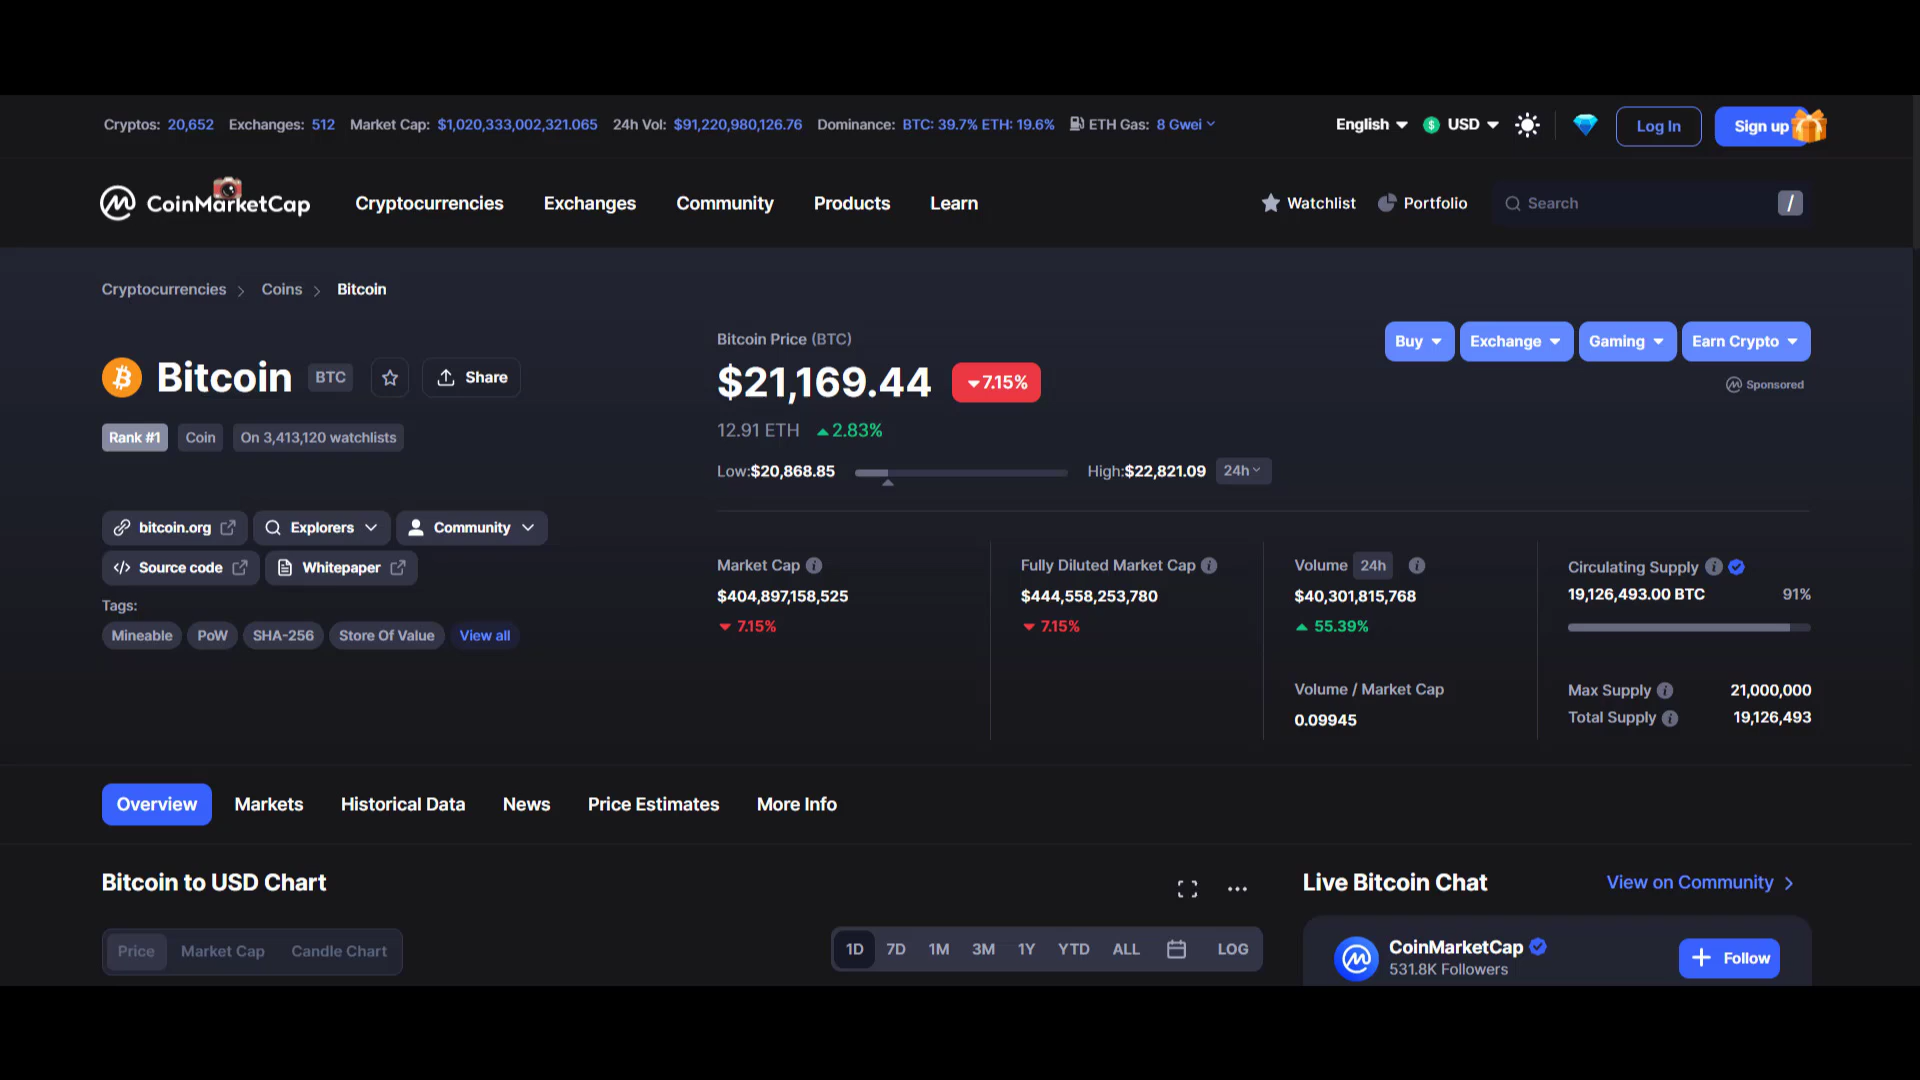 Cryptos: 20,652 Exchanges: 512 Market Cap: $1,020,333,002,321.065 24h Vol: $91,220,980,126.76 Dominance: BTC: 39.7% ETH: 19.6% ETH Gas: 8 Gwei English USD Log In Sign up
CoinMarketCap Cryptocurrencies Exchanges Community Products Learn Watchlist Portfolio Search /
Cryptocurrencies > Coins > Bitcoin
Bitcoin BTC Share
Rank #1 Coin On 3,413,120 watchlists
bitcoin.org Explorers Community
Source code Whitepaper
Tags:
Mineable PoW SHA-256 Store Of Value View all
Bitcoin Price (BTC)
$21,169.44 7.15%
12.91 ETH 2.83%
Low:$20,868.85 High:$22,821.09 24h
Buy Exchange Gaming Earn Crypto
Sponsored
Market Cap
$404,897,158,525
7.15%
Fully Diluted Market Cap
$444,558,253,780
7.15%
Volume 24h
$40,301,815,768
55.39%
Volume / Market Cap
0.09945
Circulating Supply
19,126,493.00 BTC 91%
Max Supply 21,000,000
Total Supply 19,126,493
Overview Markets Historical Data News Price Estimates More Info
Bitcoin to USD Chart
Price Market Cap Candle Chart
1D 7D 1M 3M 1Y YTD ALL LOG
Live Bitcoin Chat View on Community >
CoinMarketCap
531.8K Followers
+ Follow